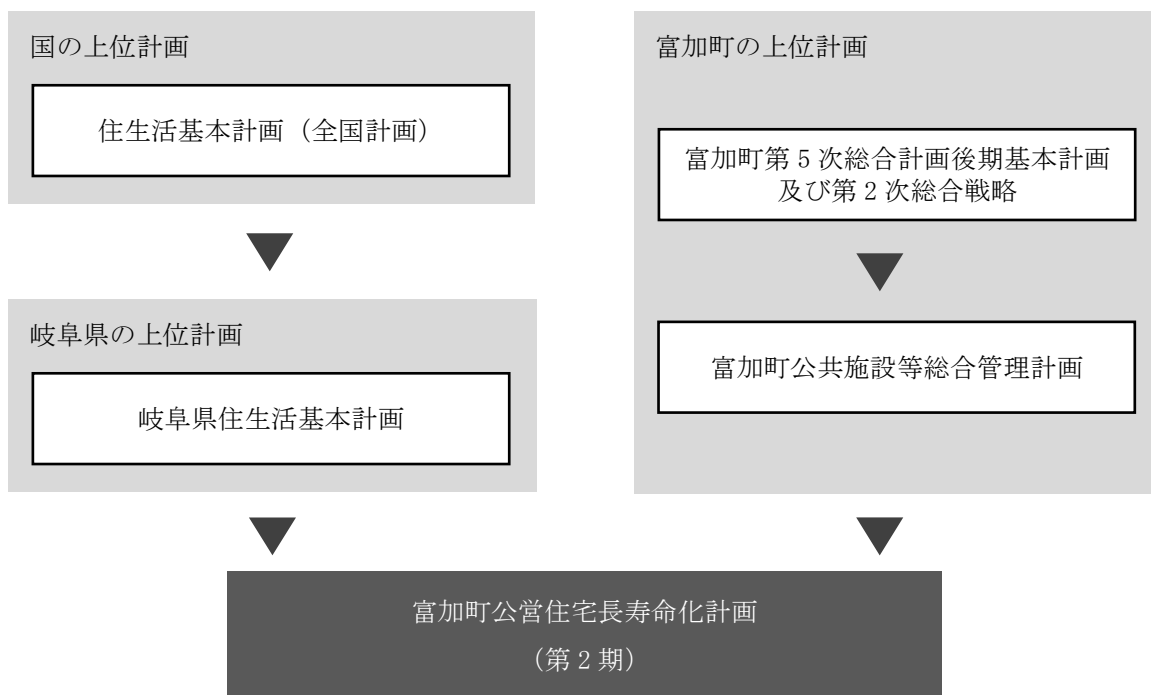 国の上位計画
住生活基本計画（全国計画）
岐阜県の上位計画
岐阜県住生活基本計画
富加町の上位計画
富加町第５次総合計画後期基本計画
及び第２次総合戦略
富加町公共施設等総合管理計画
富加町公営住宅長寿命化計画
（第２期）